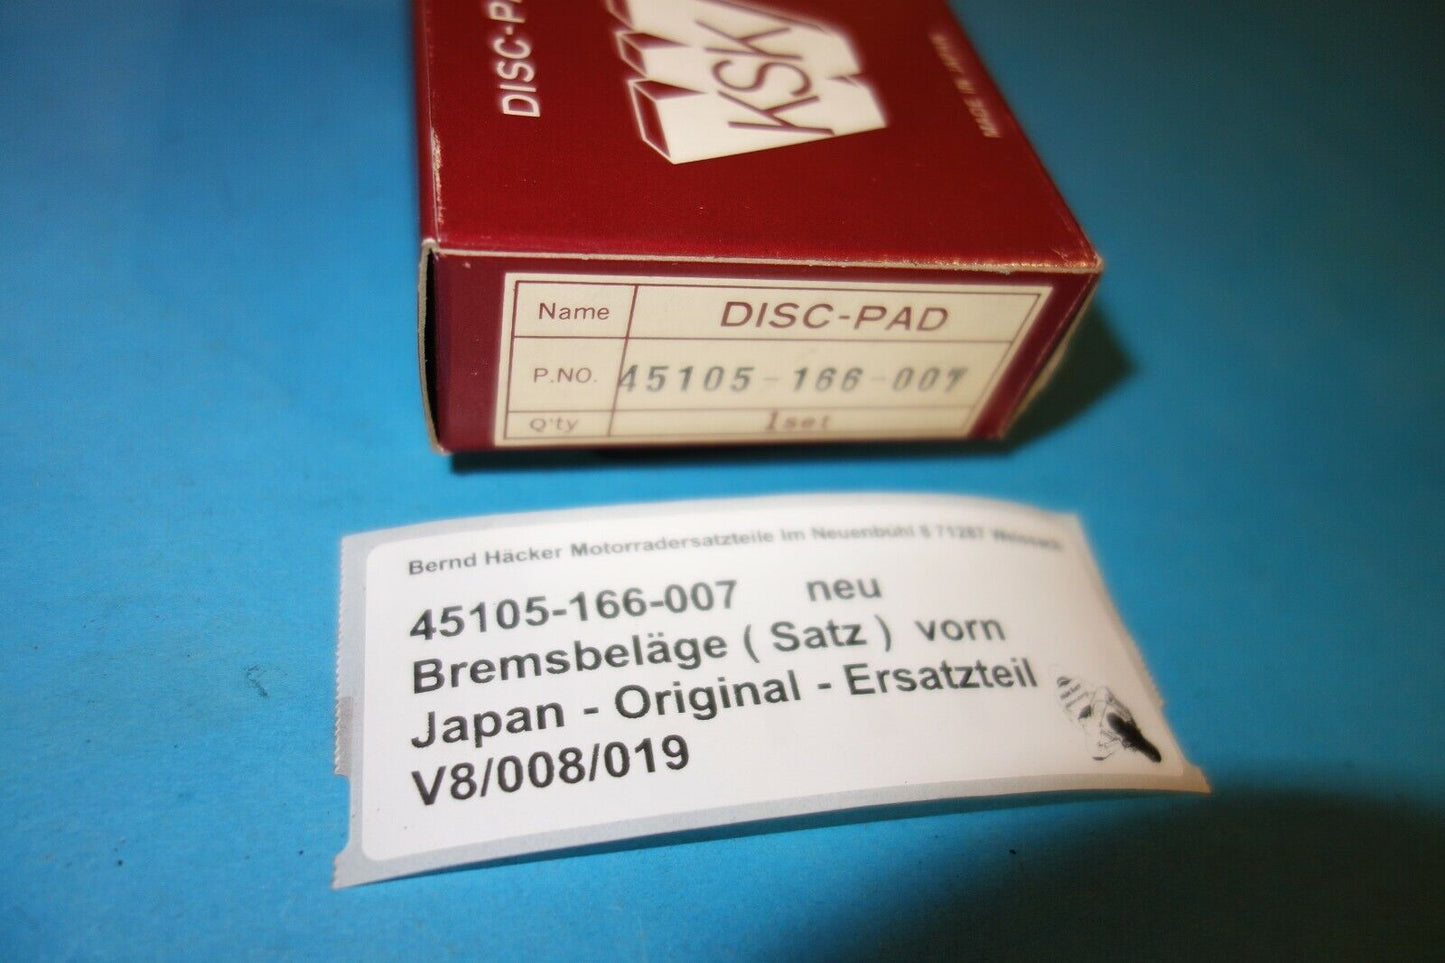 DISC-PA
KSK
MADE IN JAPAN
Name DISC-PAD
P.NO. 45105-166-007
Q'ty 1set
Bernd Häcker Motorradersatzteile Im Neuenbühl 8 71287 Weissach
45105-166-007 neu
Bremsbeläge ( Satz ) vorn
Japan - Original - Ersatzteil
V8/008/019